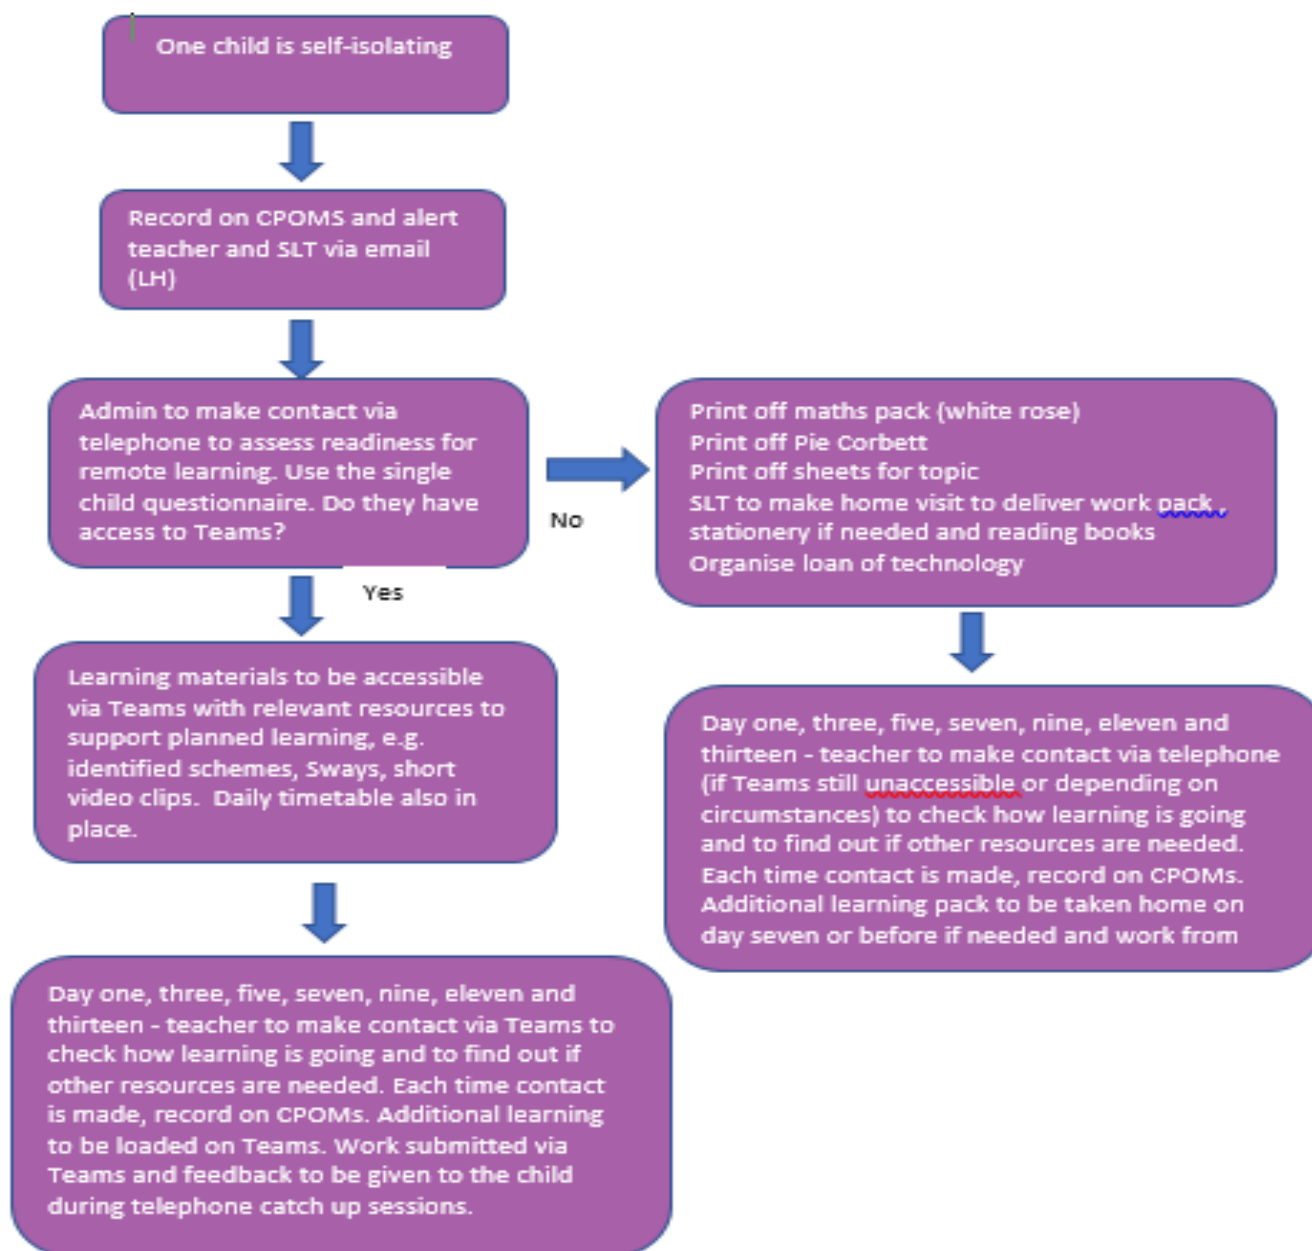 One child is self-isolating
Record on CPOMS and alert
teacher and SLT via email
(LH)
Admin to make contact via
telephone to assess readiness for
remote learning. Use the single
child questionnaire. Do they have
access to Teams?
No
Print off maths pack (white rose)
Print off Pie Corbett
Print off sheets for topic
SLT to make home visit to deliver work pack ,
stationery if needed and reading books
Organise loan of technology
Yes
Learning materials to be accessible
via Teams with relevant resources to
support planned learning, e.g.
identified schemes, Sways, short
video clips.  Daily timetable also in
place.
Day one, three, five, seven, nine, eleven and
thirteen - teacher to make contact via telephone
(if Teams still unaccessible or depending on
circumstances) to check how learning is going
and to find out if other resources are needed.
Each time contact is made, record on CPOMs.
Additional learning pack to be taken home on
day seven or before if needed and work from
Day one, three, five, seven, nine, eleven and
thirteen - teacher to make contact via Teams to
check how learning is going and to find out if
other resources are needed. Each time contact
is made, record on CPOMs. Additional learning
to be loaded on Teams. Work submitted via
Teams and feedback to be given to the child
during telephone catch up sessions.